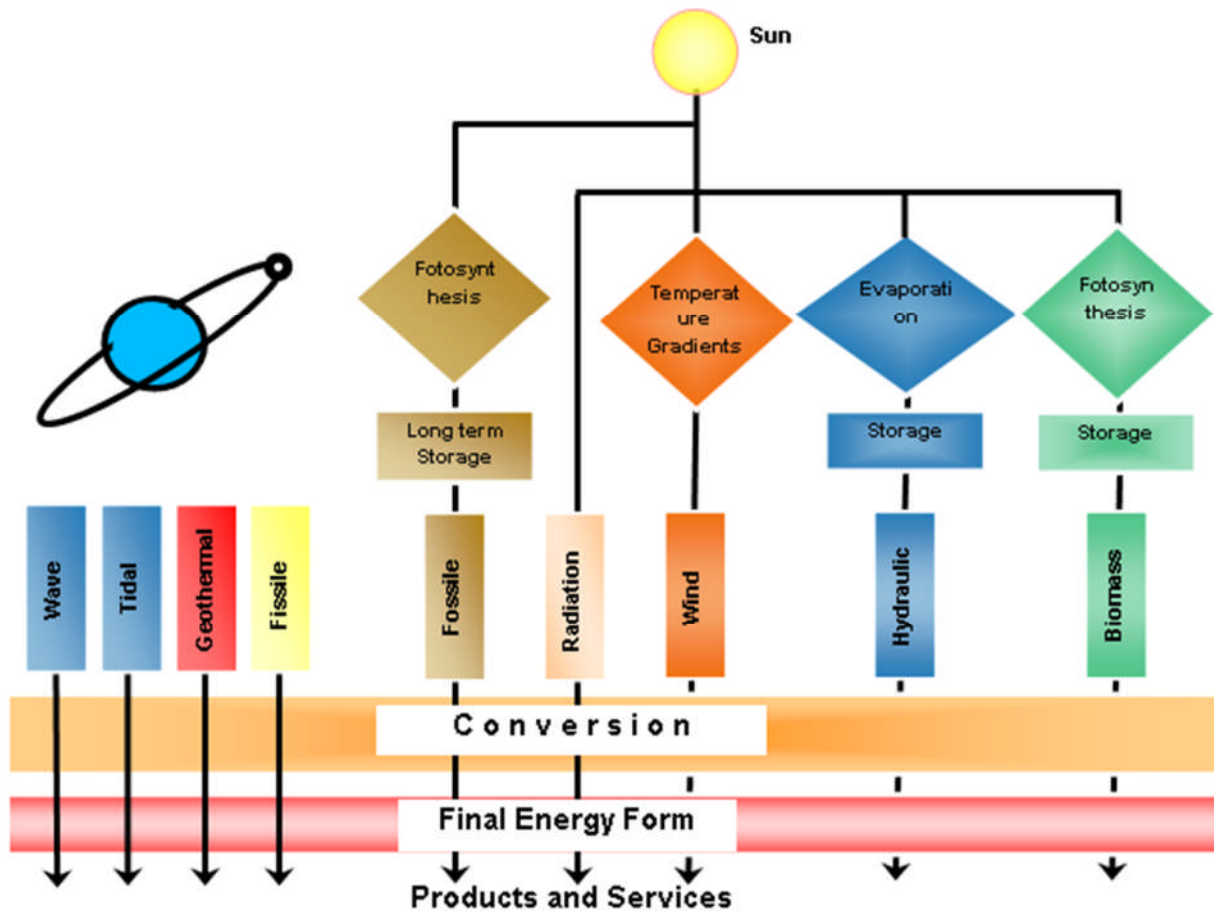 Sun
Fotosynt
hesis
Temperat
ure
Gradients
Evaporati
on
Fotosyn
thesis
Long term
Storage
Storage
Storage
Wave
Tidal
Geothermal
Fissile
Fossile
Radiation
Wind
Hydraulic
Biomass
Conversion
Final Energy Form
Products and Services